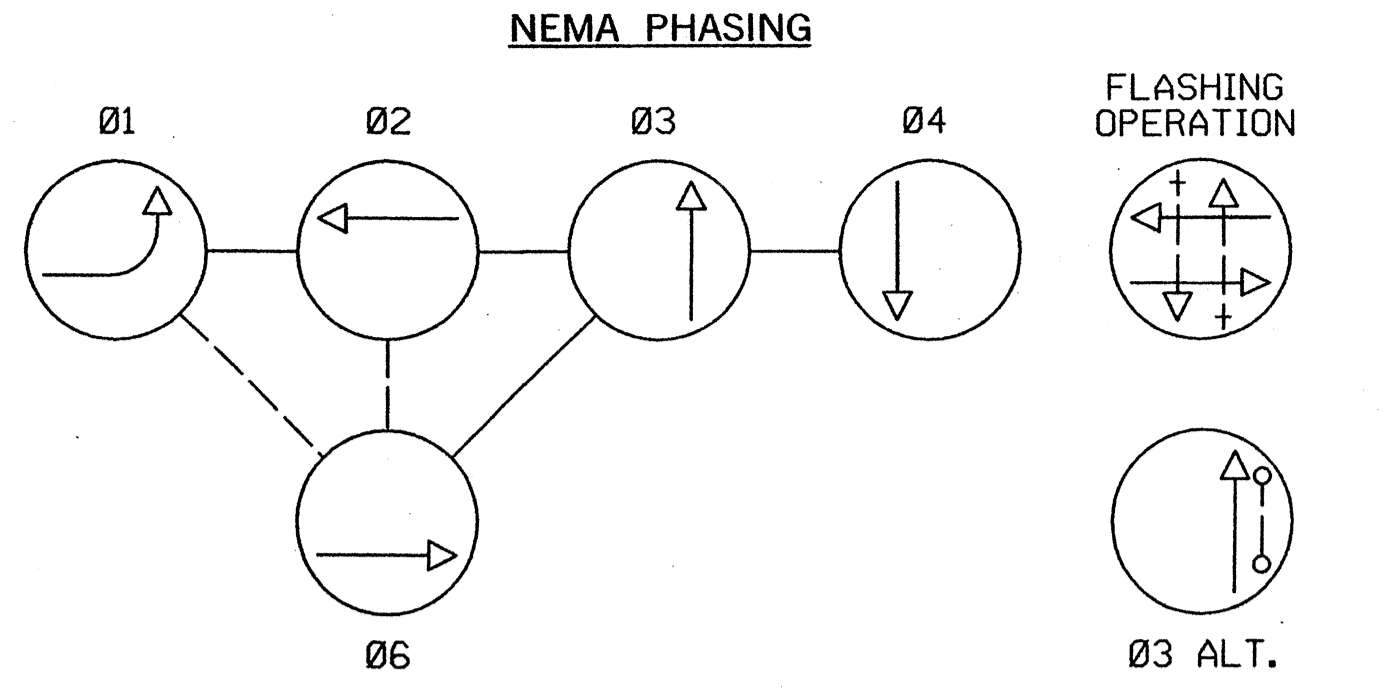 NEMA PHASING
Ø1
Ø2
Ø3
Ø4
FLASHING
OPERATION
Ø6
Ø3 ALT.